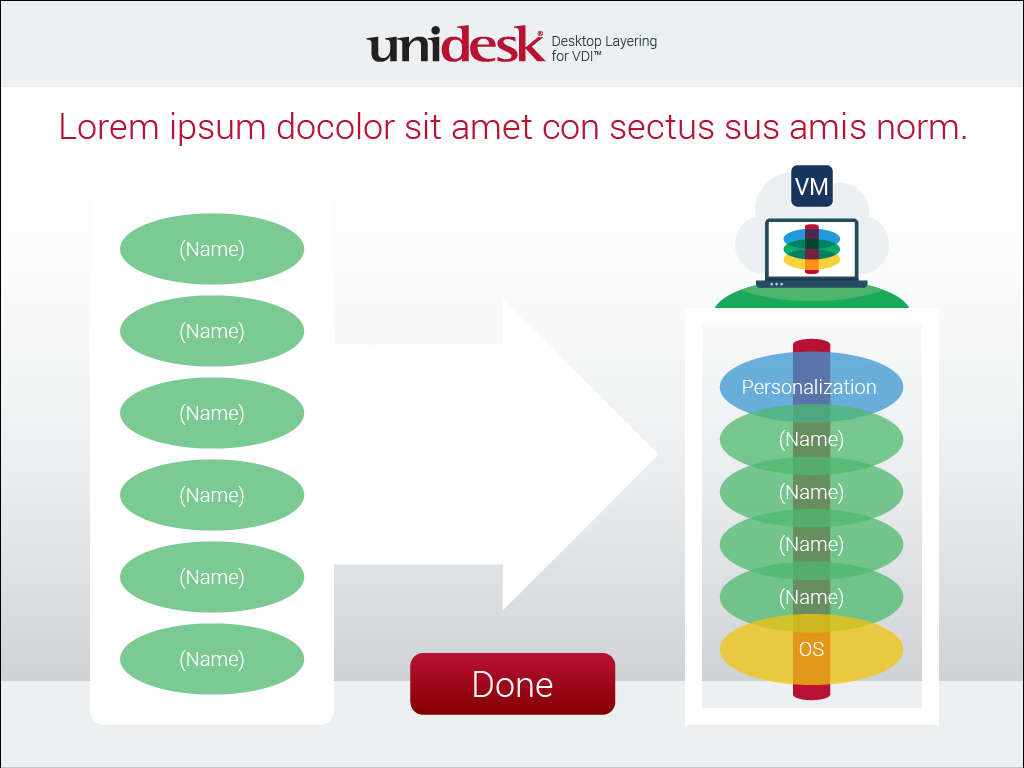 unidesk® Desktop Layering
for VDI™
Lorem ipsum docolor sit amet con sectus sus amis norm.
VM
(Name)
(Name)
(Name)
(Name)
(Name)
(Name)
Personalization
(Name)
(Name)
(Name)
(Name)
OS
Done